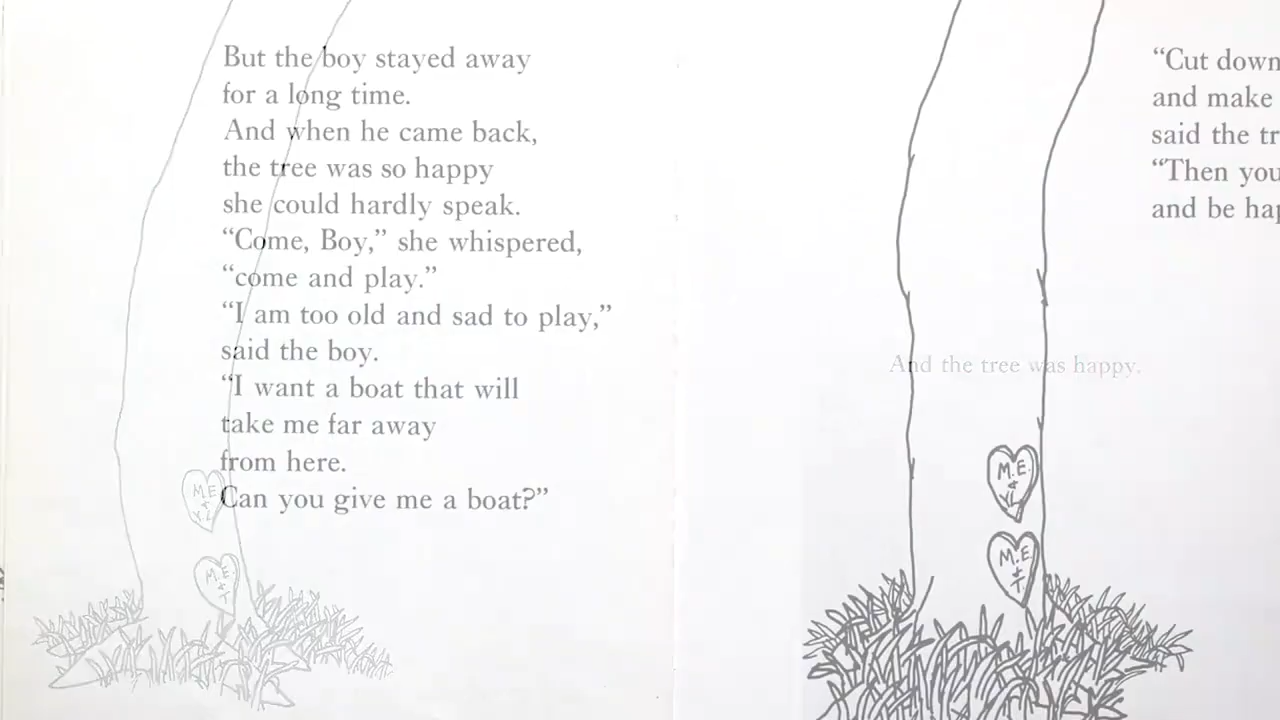 But the boy stayed away
for a long time.
And when he came back,
the tree was so happy
she could hardly speak.
“Come, Boy,” she whispered,
“come and play.”
“I am too old and sad to play,”
said the boy.
“I want a boat that will
take me far away
from here.
Can you give me a boat?”
M.E.
+
Y.L.
M.E.
+
T.
And the tree was happy.
M.E.
+
Y.L.
M.E.
+
T.
“Cut down
and make
said the
“Then you
and be